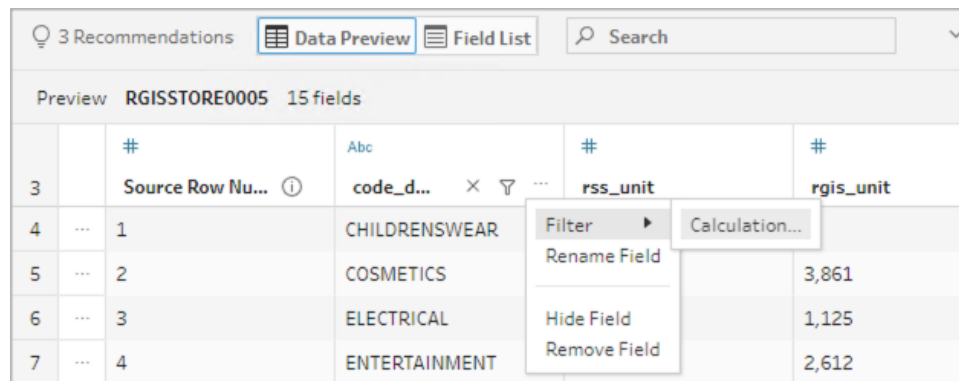 3 Recommendations Data Preview Field List Search
Preview RGISSTORE0005 15 fields
# Abc # #
3 Source Row Nu... code_d... rss_unit rgis_unit
4 1 CHILDRENSWEAR
5 2 COSMETICS 3,861
6 3 ELECTRICAL 1,125
7 4 ENTERTAINMENT 2,612
Filter Calculation...
Rename Field
Hide Field
Remove Field